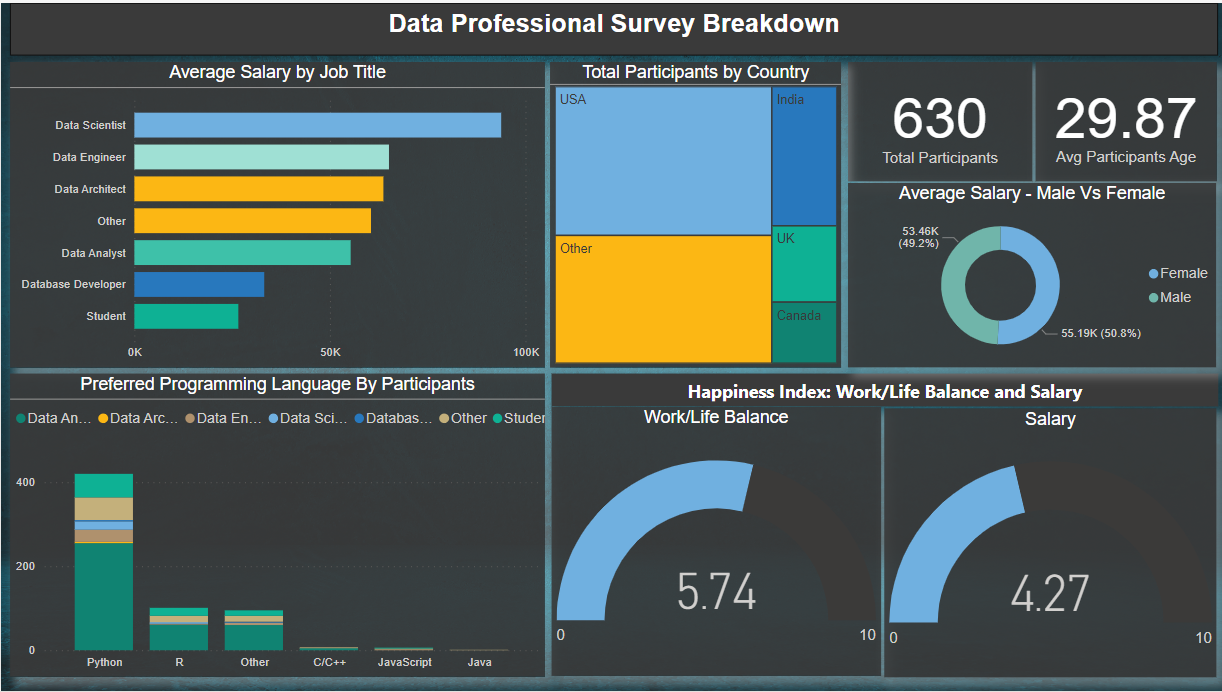 Data Professional Survey Breakdown
Average Salary by Job Title
Data Scientist
Data Engineer
Data Architect
Other
Data Analyst
Database Developer
Student
0K 50K 100K
Total Participants by Country
USA
India
Other
UK
Canada
630
Total Participants
29.87
Avg Participants Age
Average Salary - Male Vs Female
53.46K
(49.2%)
55.19K (50.8%)
Female
Male
Preferred Programming Language By Participants
Data An... Data Arc... Data En... Data Sci... Databas... Other Studen
400
200
0
Python R Other C/C++ JavaScript Java
Happiness Index: Work/Life Balance and Salary
Work/Life Balance
5.74
0 10
Salary
4.27
0 10